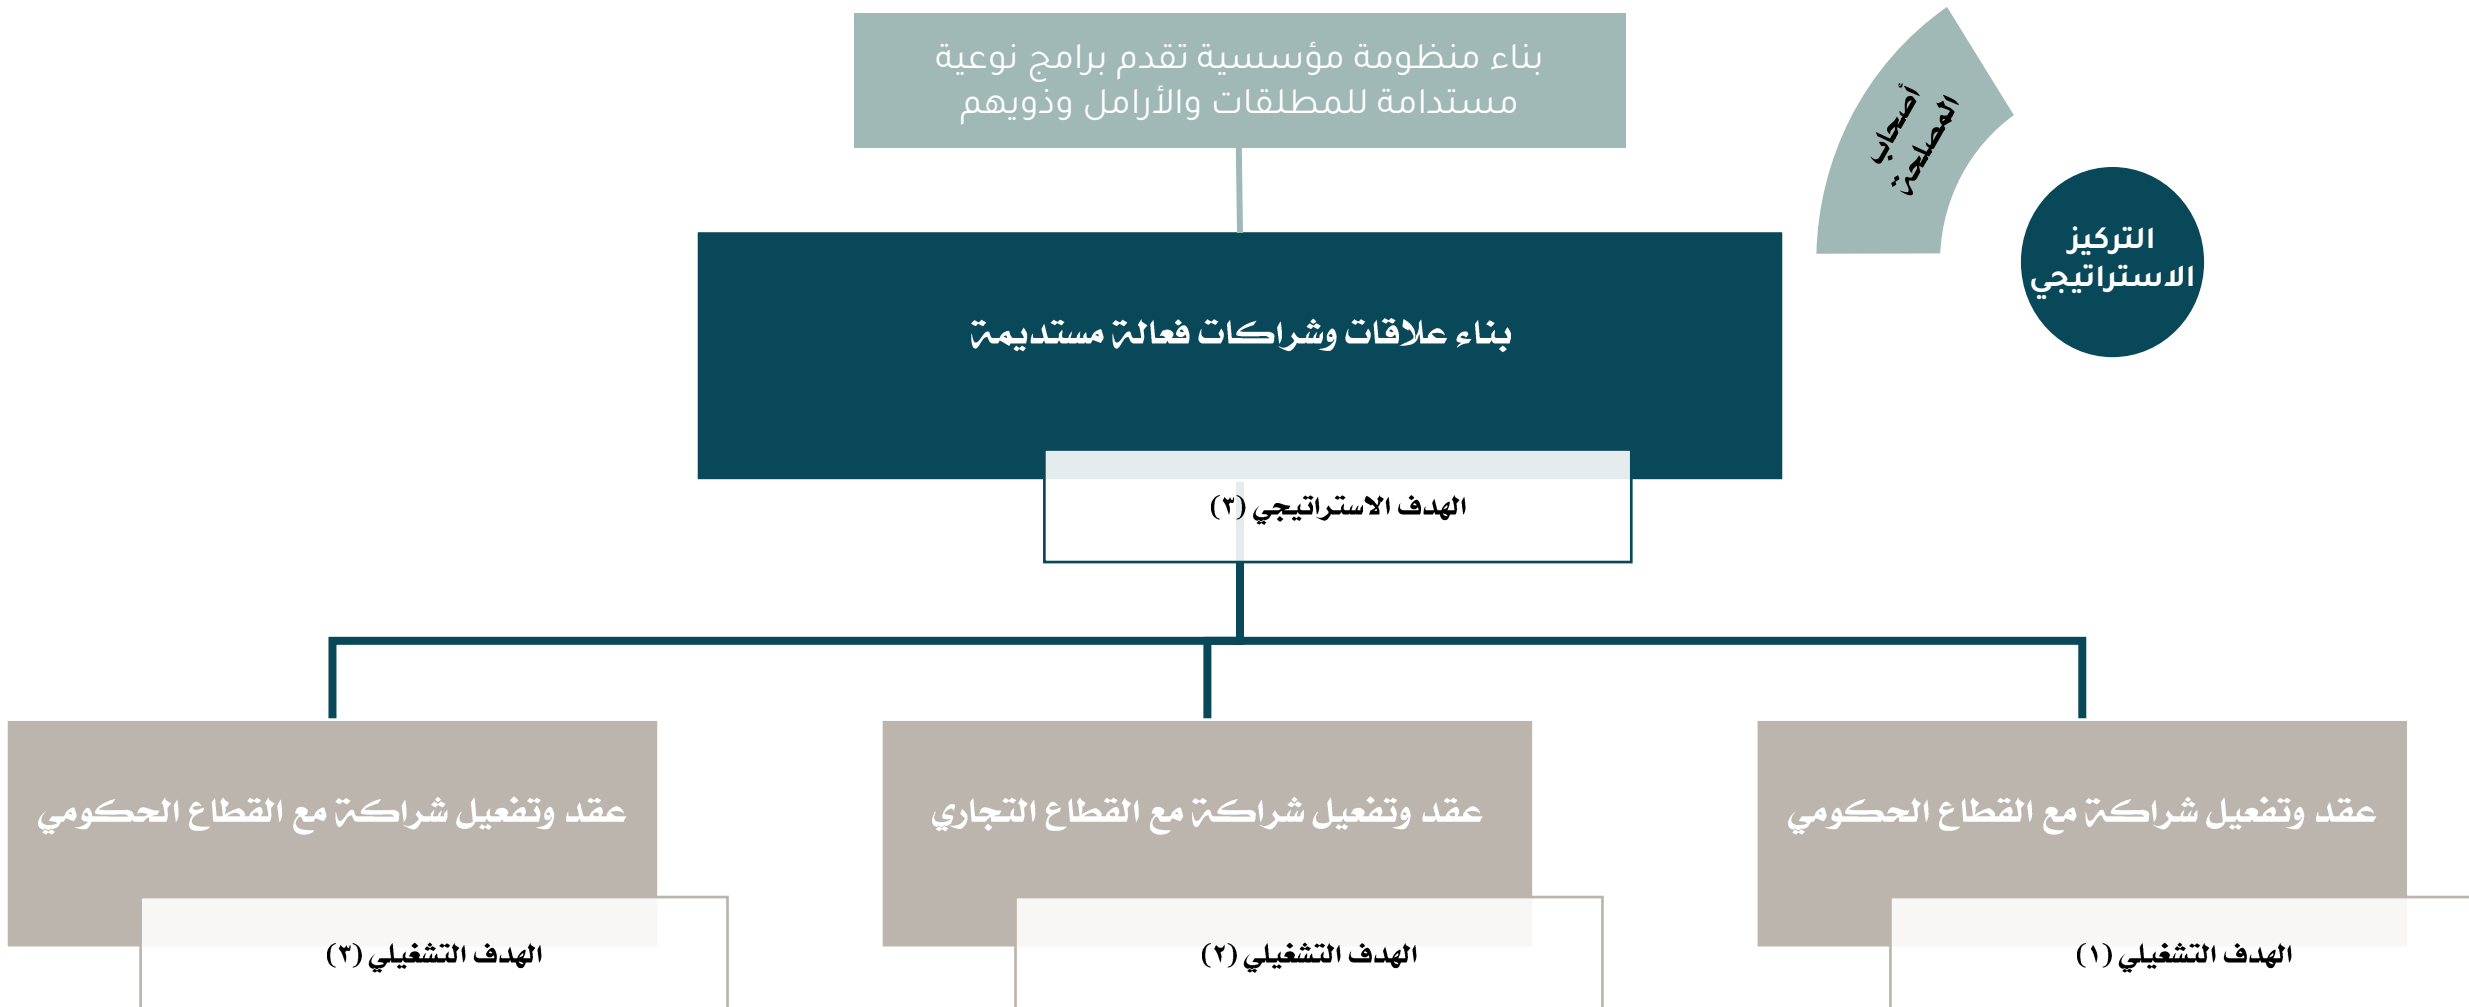 بناء منظومة مؤسسية تقدم برامج نوعية
مستدامة للمطلقات والأرامل وذويهم
أصحاب
المصلحة
التركيز
الاستراتيجي
بناء علاقات وشراكات فعالة مستديمة
الهدف الاستراتيجي (٣)
عقد وتفعيل شراكة مع القطاع الحكومي
الهدف التشغيلي (١)
عقد وتفعيل شراكة مع القطاع التجاري
الهدف التشغيلي (٢)
عقد وتفعيل شراكة مع القطاع الحكومي
الهدف التشغيلي (٣)